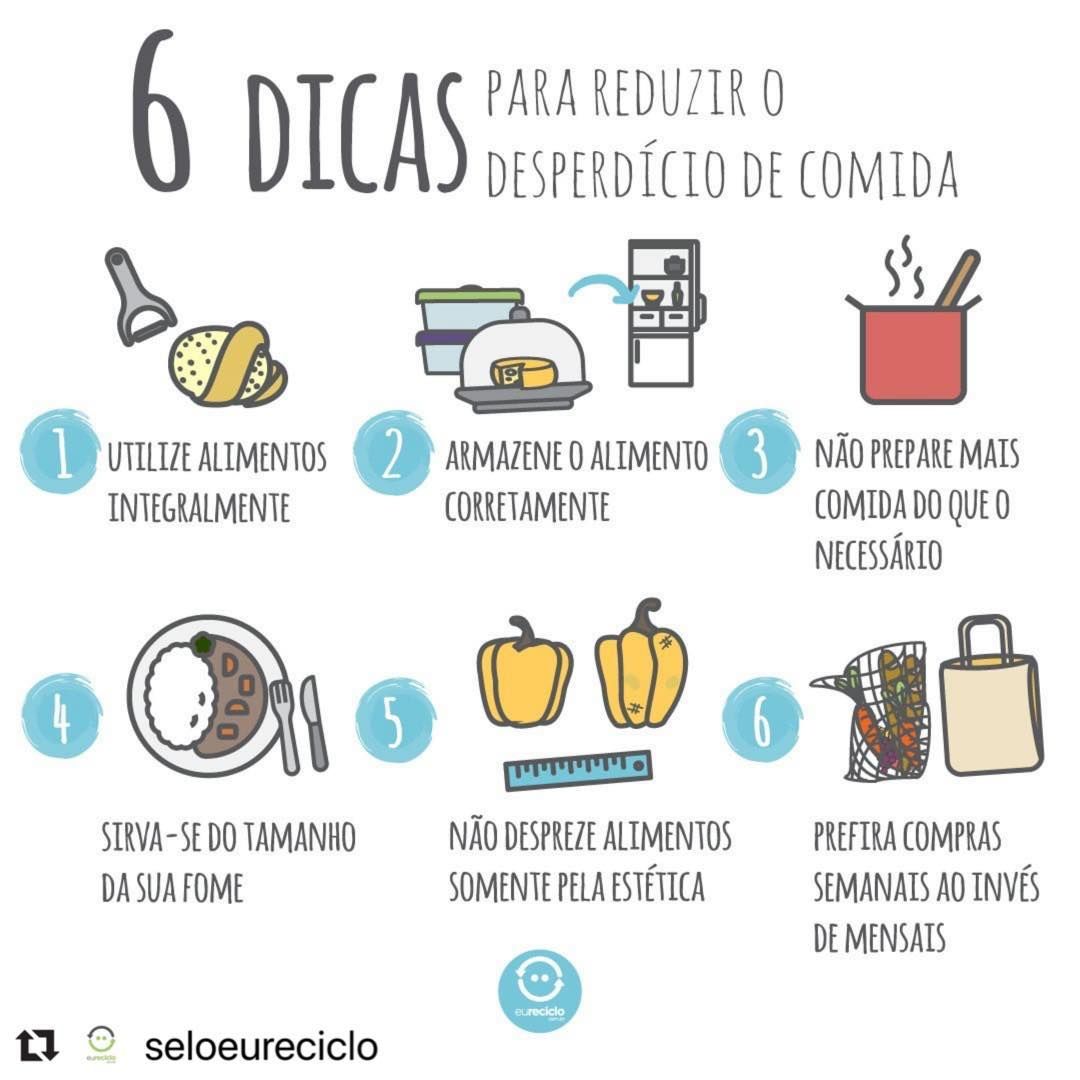 6 DICAS PARA REDUZIR O
DESPERDÍCIO DE COMIDA
1 UTILIZE ALIMENTOS
INTEGRALMENTE
2 ARMAZENE O ALIMENTO
CORRETAMENTE
3 NÃO PREPARE MAIS
COMIDA DO QUE O
NECESSÁRIO
4
SIRVA-SE DO TAMANHO
DA SUA FOME
5
NÃO DESPREZE ALIMENTOS
SOMENTE PELA ESTÉTICA
6
PREFIRA COMPRAS
SEMANAIS AO INVÉS
DE MENSAIS
eureciclo
.com.br
eureciclo
seloeureciclo